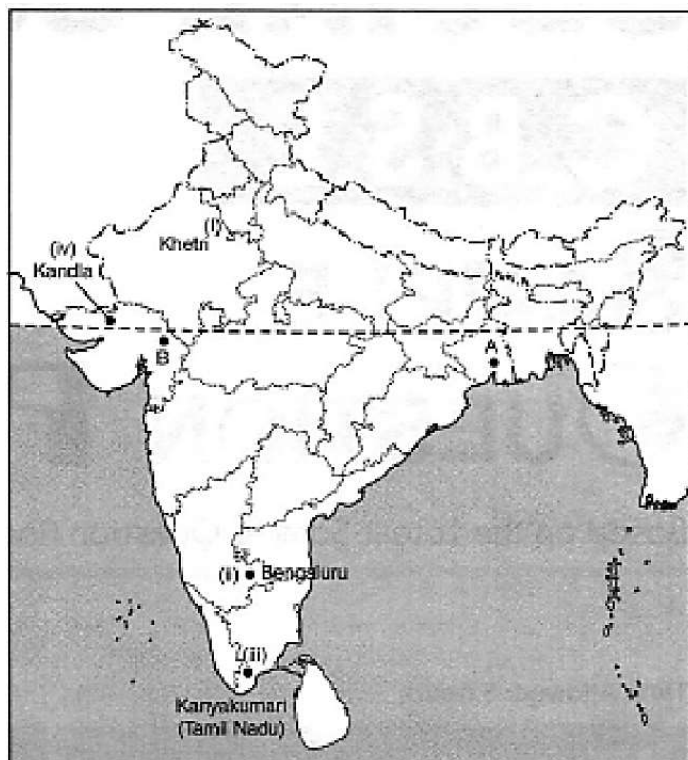 (i)
Khetri
(iv)
Kandla
B
A
(ii) Bengaluru
(iii)
Kanyakumari
(Tamil Nadu)